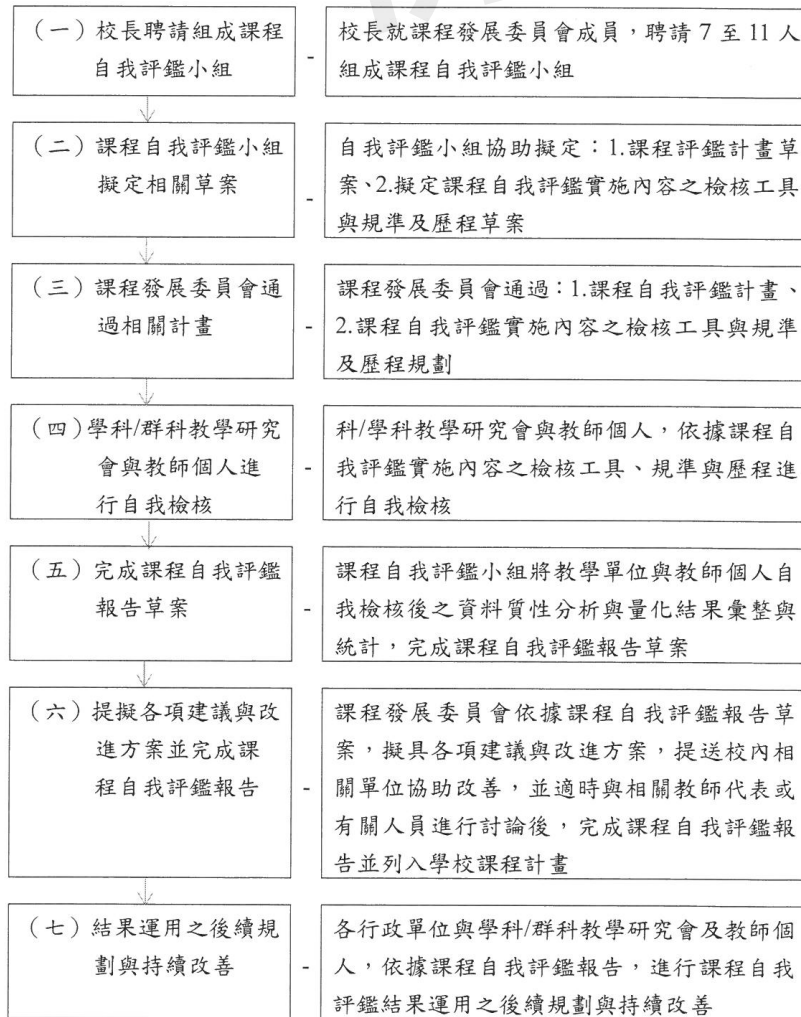 （一）校長聘請組成課程
自我評鑑小組
-
校長就課程發展委員會成員，聘請 7 至 11 人
組成課程自我評鑑小組
（二）課程自我評鑑小組
擬定相關草案
-
自我評鑑小組協助擬定：1.課程評鑑計畫草
案、2.擬定課程自我評鑑實施內容之檢核工具
與規準及歷程草案
（三）課程發展委員會通
過相關計畫
-
課程發展委員會通過：1.課程自我評鑑計畫、
2.課程自我評鑑實施內容之檢核工具與規準
及歷程規劃
（四）學科/群科教學研究
會與教師個人進
行自我檢核
-
科/學科教學研究會與教師個人，依據課程自
我評鑑實施內容之檢核工具、規準與歷程進
行自我檢核
（五）完成課程自我評鑑
報告草案
-
課程自我評鑑小組將教學單位與教師個人自
我檢核後之資料質性分析與量化結果彙整與
統計，完成課程自我評鑑報告草案
（六）提擬各項建議與改
進方案並完成課
程自我評鑑報告
-
課程發展委員會依據課程自我評鑑報告草
案，擬具各項建議與改進方案，提送校內相
關單位協助改善，並適時與相關教師代表或
有關人員進行討論後，完成課程自我評鑑報
告並列入學校課程計畫
（七）結果運用之後續規
劃與持續改善
-
各行政單位與學科/群科教學研究會及教師個
人，依據課程自我評鑑報告，進行課程自我
評鑑結果運用之後續規劃與持續改善